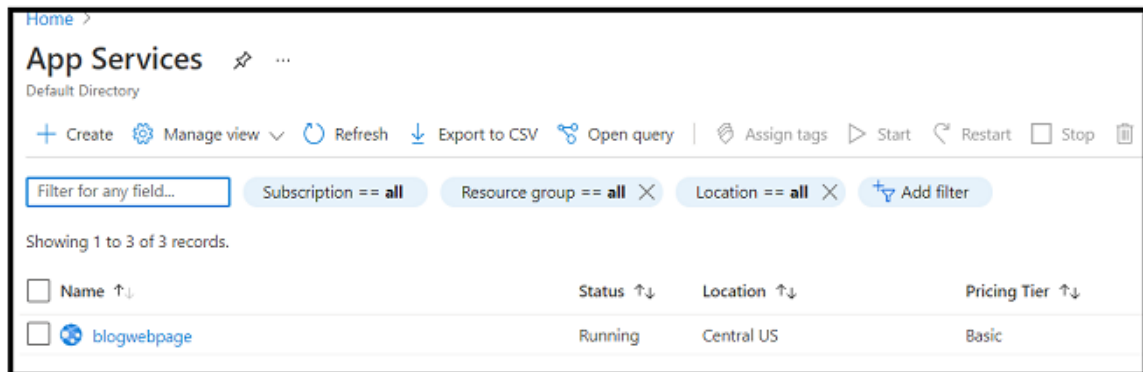 Home >
App Services ...
Default Directory
+ Create Manage view Refresh Export to CSV Open query | Assign tags Start Restart Stop
Filter for any field... Subscription == all Resource group == all Location == all Add filter
Showing 1 to 3 of 3 records.
Name ↑↓ Status ↑↓ Location ↑↓ Pricing Tier ↑↓
blogwebpage Running Central US Basic